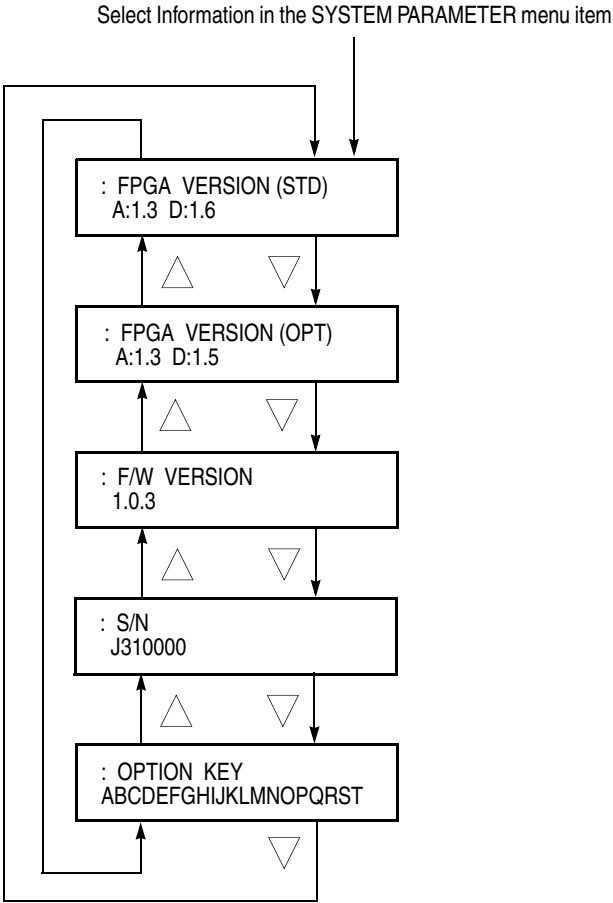 Select Information in the SYSTEM PARAMETER menu item
: FPGA VERSION (STD)
A:1.3 D:1.6
: FPGA VERSION (OPT)
A:1.3 D:1.5
: F/W VERSION
1.0.3
: S/N
J310000
: OPTION KEY
ABCDEFGHIJKLMNOPQRST